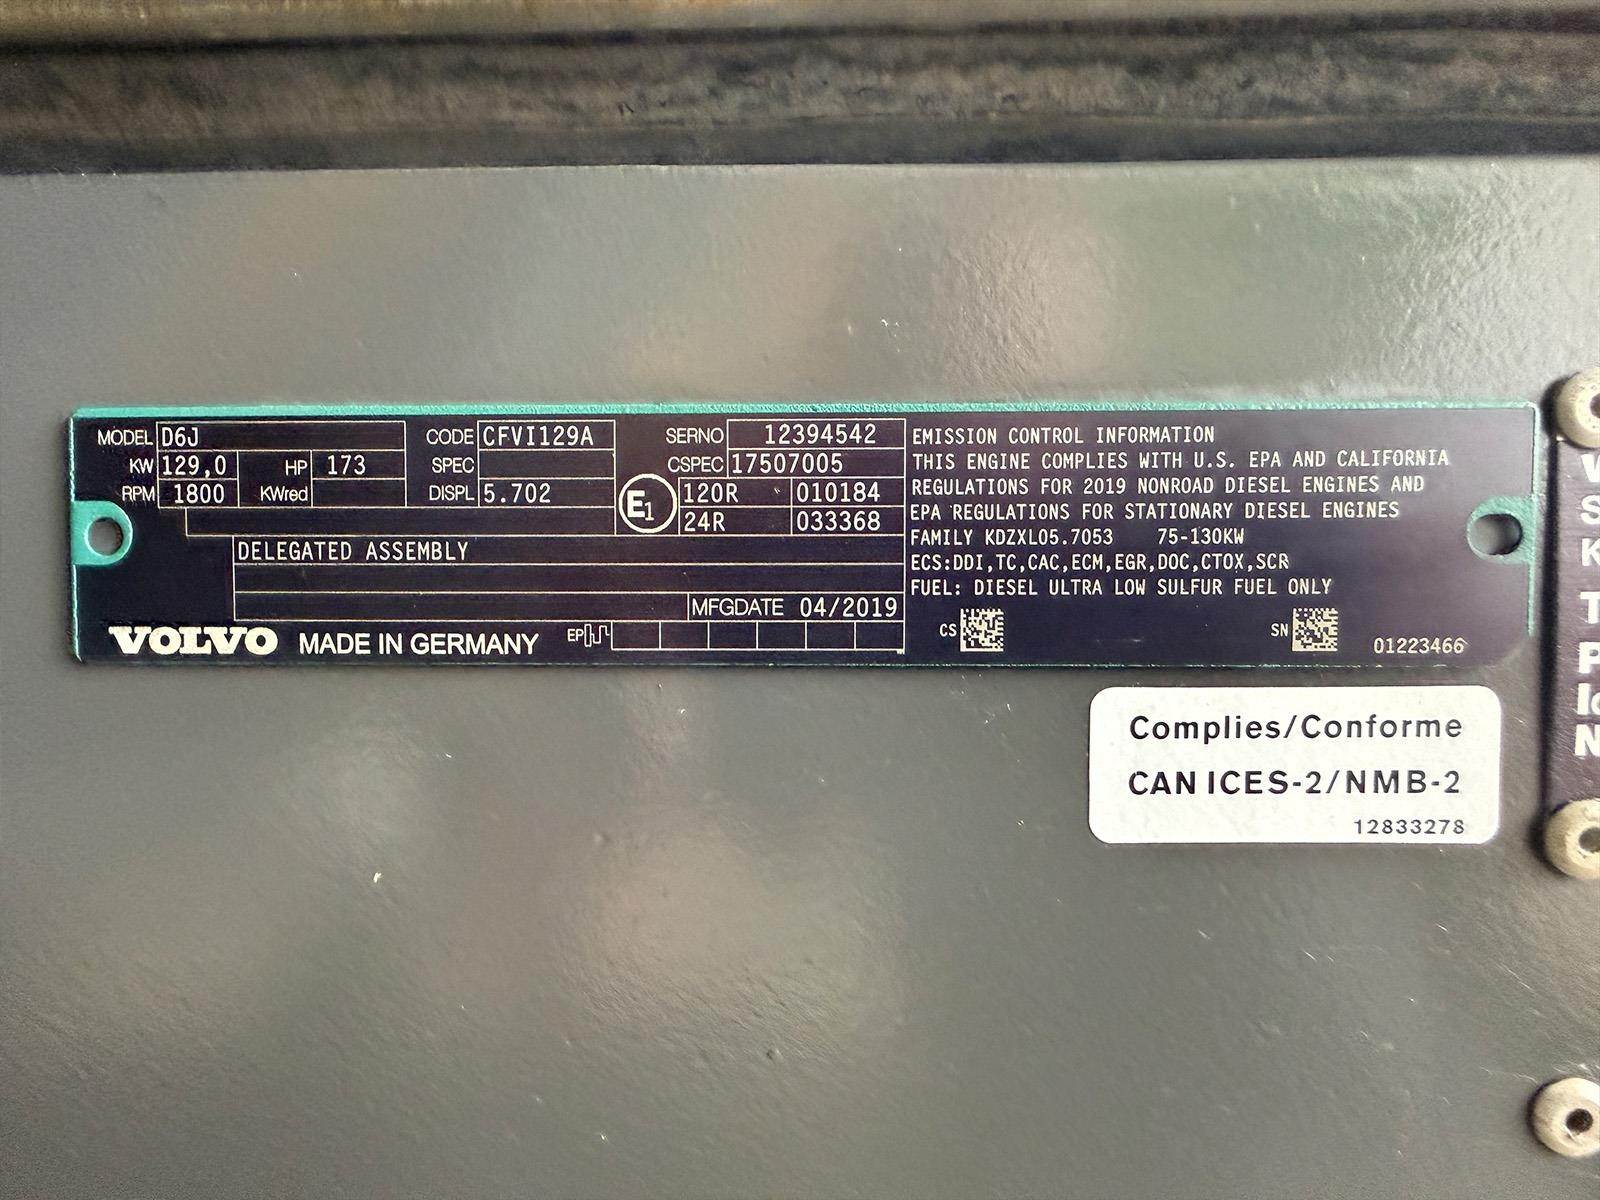 MODEL D6J CODE CFVI129A SERNO 12394542
KW 129,0 HP 173 SPEC CSPEC 17507005
RPM 1800 KWred DISPL 5.702 E1 120R 010184
24R 033368
DELEGATED ASSEMBLY
MFGDATE 04/2019
VOLVO MADE IN GERMANY EP
EMISSION CONTROL INFORMATION
THIS ENGINE COMPLIES WITH U.S. EPA AND CALIFORNIA
REGULATIONS FOR 2019 NONROAD DIESEL ENGINES AND
EPA REGULATIONS FOR STATIONARY DIESEL ENGINES
FAMILY KDZXL05.7053 75-130KW
ECS:DDI,TC,CAC,ECM,EGR,DOC,CTOX,SCR
FUEL: DIESEL ULTRA LOW SULFUR FUEL ONLY
CS SN 01223466
Complies/Conforme
CAN ICES-2/NMB-2
12833278